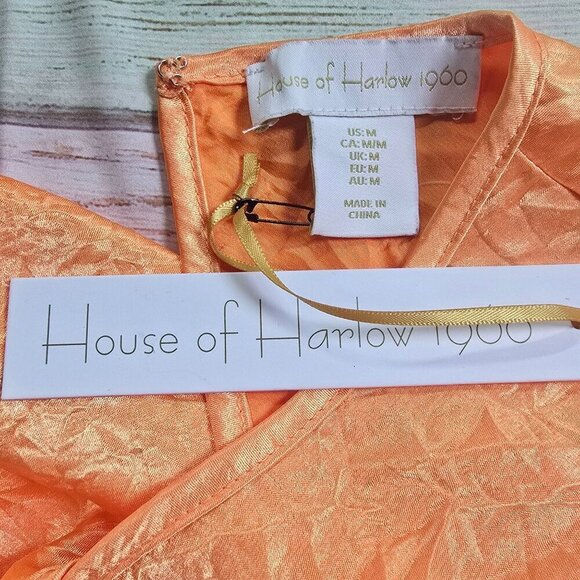 House of Harlow 1960
US: M
CA: M/M
UK: M
EU: M
AU: M
MADE IN
CHINA
House of Harlow 1960